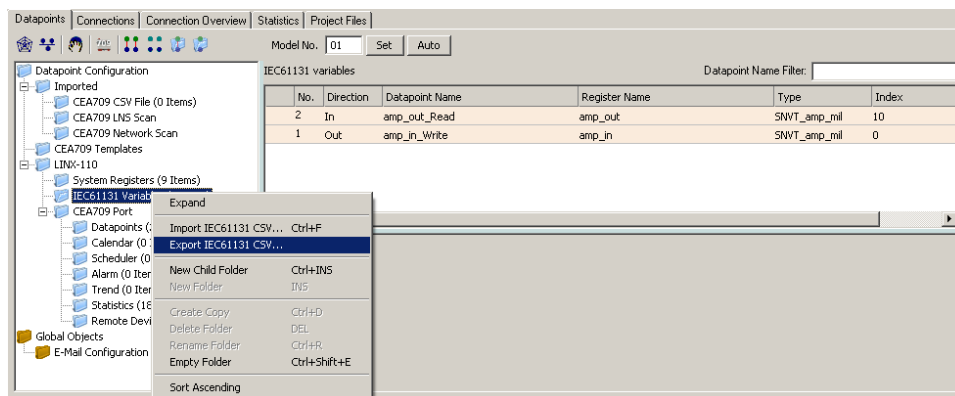 Datapoints Connections Connection Overview Statistics Project Files
Model No. 01 Set Auto
Datapoint Configuration
Imported
CEA709 CSV File (0 Items)
CEA709 LNS Scan
CEA709 Network Scan
CEA709 Templates
LINX-110
System Registers (9 Items)
IEC61131 Variab
CEA709 Port
Datapoints (
Calendar (0
Scheduler (0
Alarm (0 Iter
Trend (0 Iter
Statistics (18
Remote Devi
Global Objects
E-Mail Configuration
IEC61131 variables Datapoint Name Filter:
No. Direction Datapoint Name Register Name Type Index
2 In amp_out_Read amp_out SNVT_amp_mil 10
1 Out amp_in_Write amp_in SNVT_amp_mil 0
Expand
Import IEC61131 CSV... Ctrl+F
Export IEC61131 CSV...
New Child Folder Ctrl+INS
New Folder INS
Create Copy Ctrl+D
Delete Folder DEL
Rename Folder Ctrl+R
Empty Folder Ctrl+Shift+E
Sort Ascending